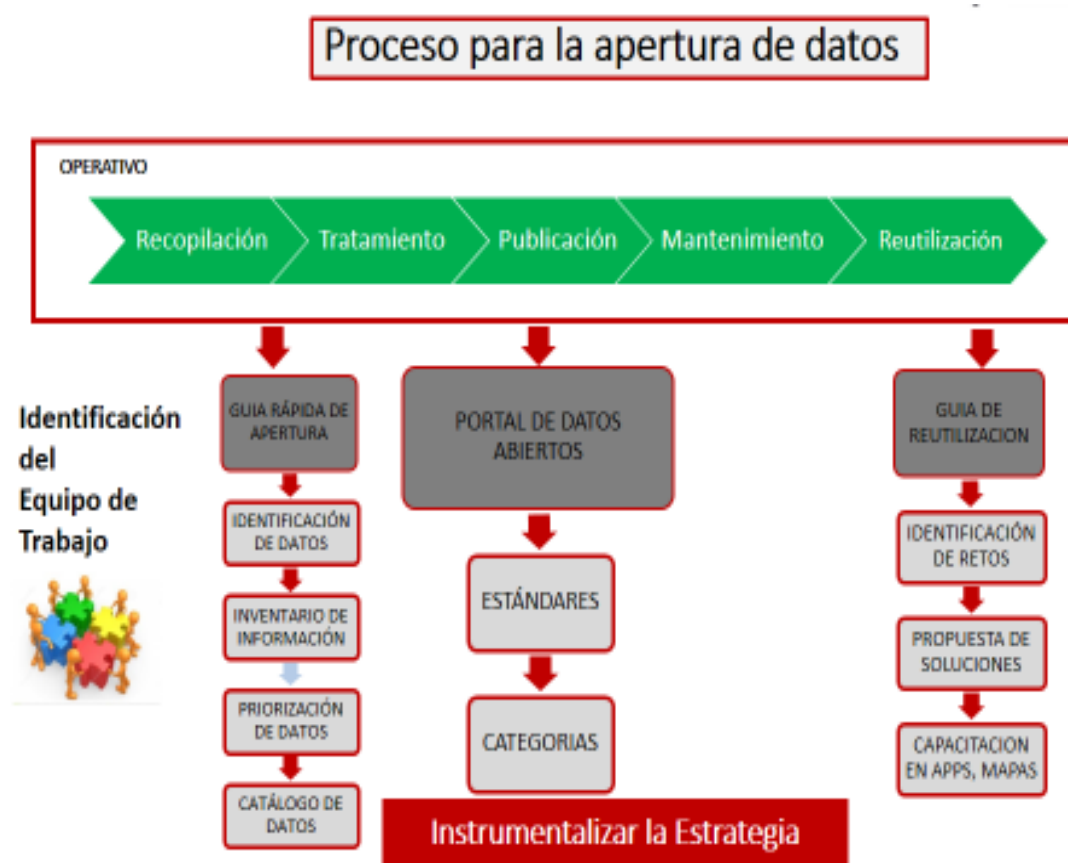 Proceso para la apertura de datos
OPERATIVO
Recopilación
Tratamiento
Publicación
Mantenimiento
Reutilización
Identificación
del
Equipo de
Trabajo
GUIA RÁPIDA DE
APERTURA
IDENTIFICACIÓN
DE DATOS
INVENTARIO DE
INFORMACIÓN
PRIORIZACIÓN
DE DATOS
CATÁLOGO DE
DATOS
PORTAL DE DATOS
ABIERTOS
ESTÁNDARES
CATEGORIAS
GUIA DE
REUTILIZACION
IDENTIFICACIÓN
DE RETOS
PROPUESTA DE
SOLUCIONES
CAPACITACION
EN APPS, MAPAS
Instrumentalizar la Estrategia